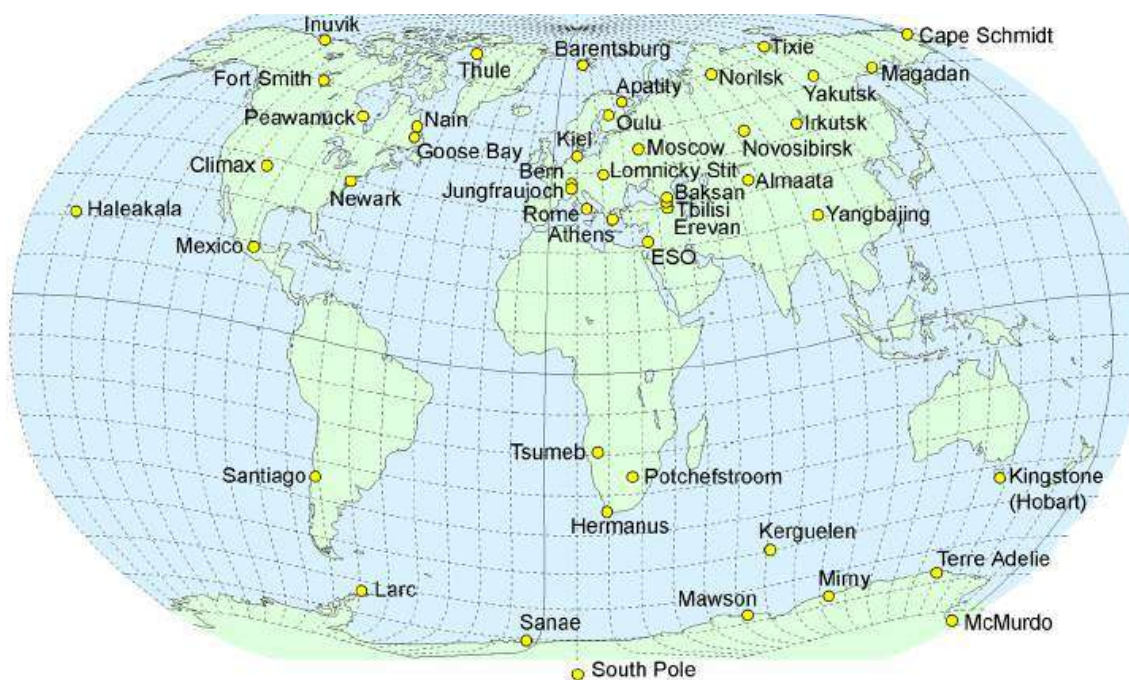 Inuvik
Cape Schmidt
Tixie
Barentsburg
Thule
Norilsk
Magadan
Fort Smith
Yakutsk
Apatity
Peawanuck
Nain
Oulu
Irkutsk
Kiel
Moscow
Novosibirsk
Goose Bay
Climax
Bern
Lomnicky Stit
Almaata
Newark
Jungfraujoch
Baksan
Haleakala
Rome
Tbilisi
Yangbajing
Erevan
Athens
Mexico
ESO
Tsumeb
Santiago
Potchefstroom
Kingstone
(Hobart)
Hermanus
Kerguelen
Terre Adelie
Larc
Mirny
Mawson
Sanae
McMurdo
South Pole